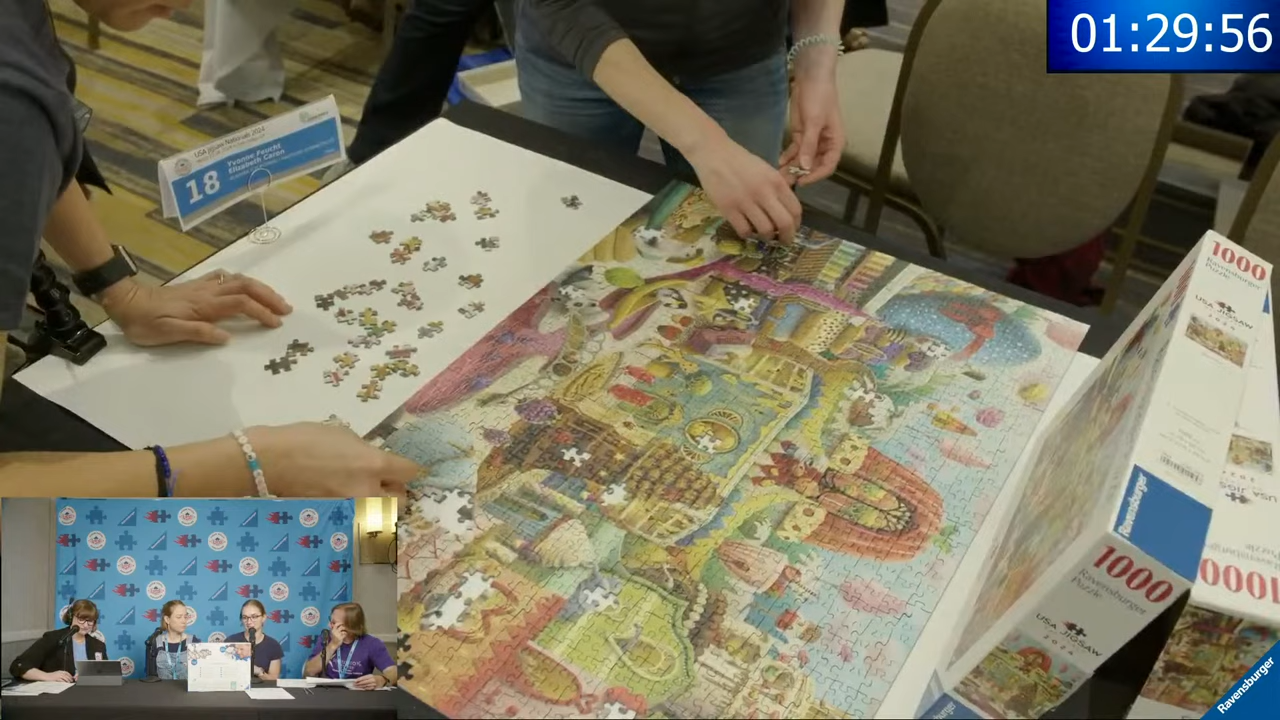 01:29:56
USA Jigsaw Nationals 2024
18
Yvonne Feucht
Elizabeth Caron
1000
Ravensburger
Puzzle
USA JIGSAW
2024
Ravensburger
1000
Ravensburger
Puzzle
USA JIGSAW
2024
1000
Ravensburger